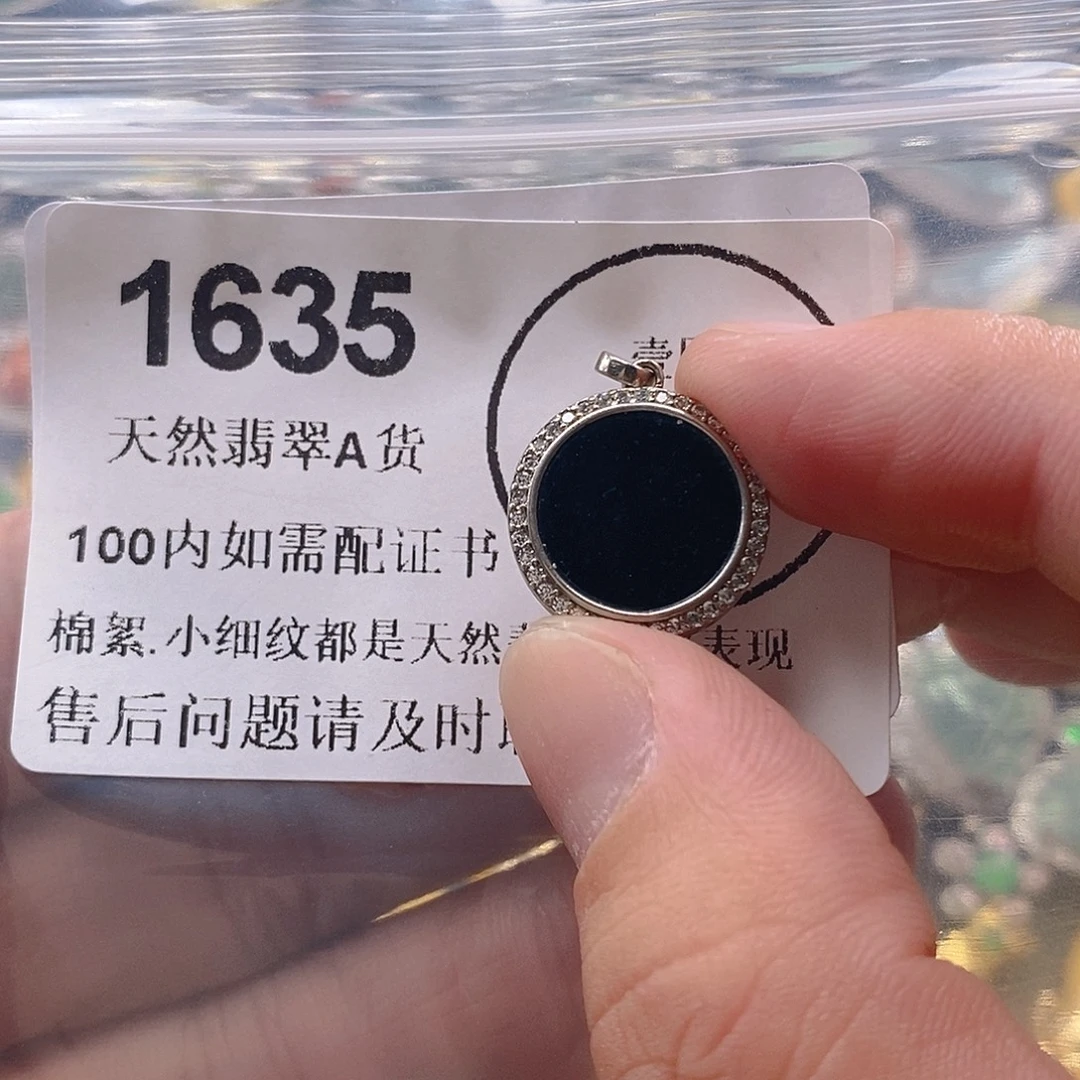 1635
壹
天然翡翠A货
100内如需配证书
棉絮.小细纹都是天然 表现
售后问题请及时